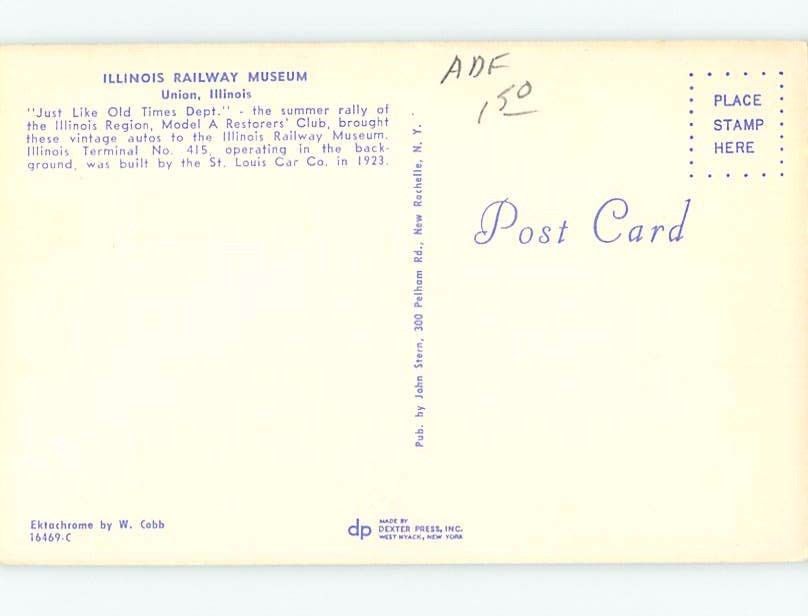 ILLINOIS RAILWAY MUSEUM
Union, Illinois
"Just Like Old Times Dept." - the summer rally of
the Illinois Region, Model A Restorers' Club, brought
these vintage autos to the Illinois Railway Museum.
Illinois Terminal No. 415, operating in the back-
ground, was built by the St. Louis Car Co. in 1923.
ADF
1.50
PLACE
STAMP
HERE
Post Card
Pub. by John Stern, 300 Pelham Rd., New Rochelle, N. Y.
Ektachrome by W. Cobb
16469-C
dp
MADE BY
DEXTER PRESS, INC.
WEST NYACK, NEW YORK